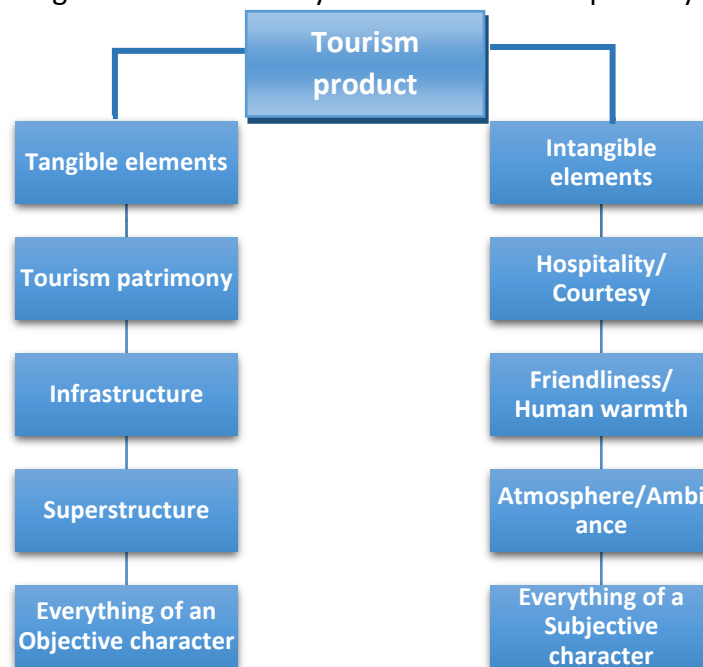 Tourism
product
Tangible elements
Tourism patrimony
Infrastructure
Superstructure
Everything of an
Objective character
Intangible
elements
Hospitality/
Courtesy
Friendliness/
Human warmth
Atmosphere/Ambi
ance
Everything of a
Subjective
character